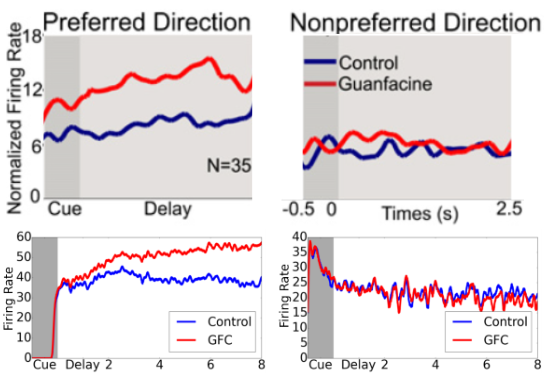 Preferred Direction
Nonpreferred Direction
Normalized Firing Rate
18
12
6
0
N=35
Cue
Delay
Control
Guanfacine
-0.5
0
Times (s)
2.5
Firing Rate
60
50
40
30
20
10
0
Control
GFC
Cue
Delay
2
4
6
8
Firing Rate
40
35
30
25
20
15
10
5
0
Control
GFC
Cue
Delay
2
4
6
8